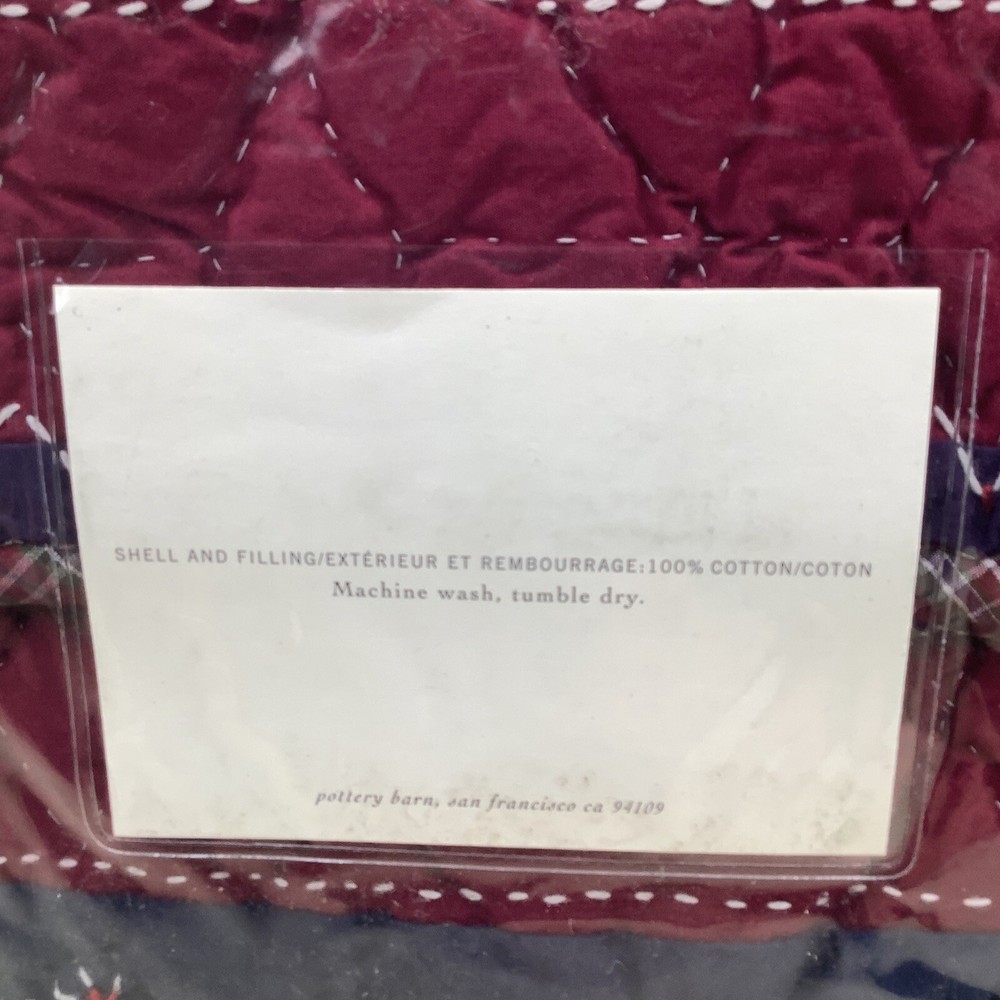 SHELL AND FILLING/EXTÉRIEUR ET REMBOURRAGE:100% COTTON/COTON
Machine wash, tumble dry.
pottery barn, san francisco ca 94109